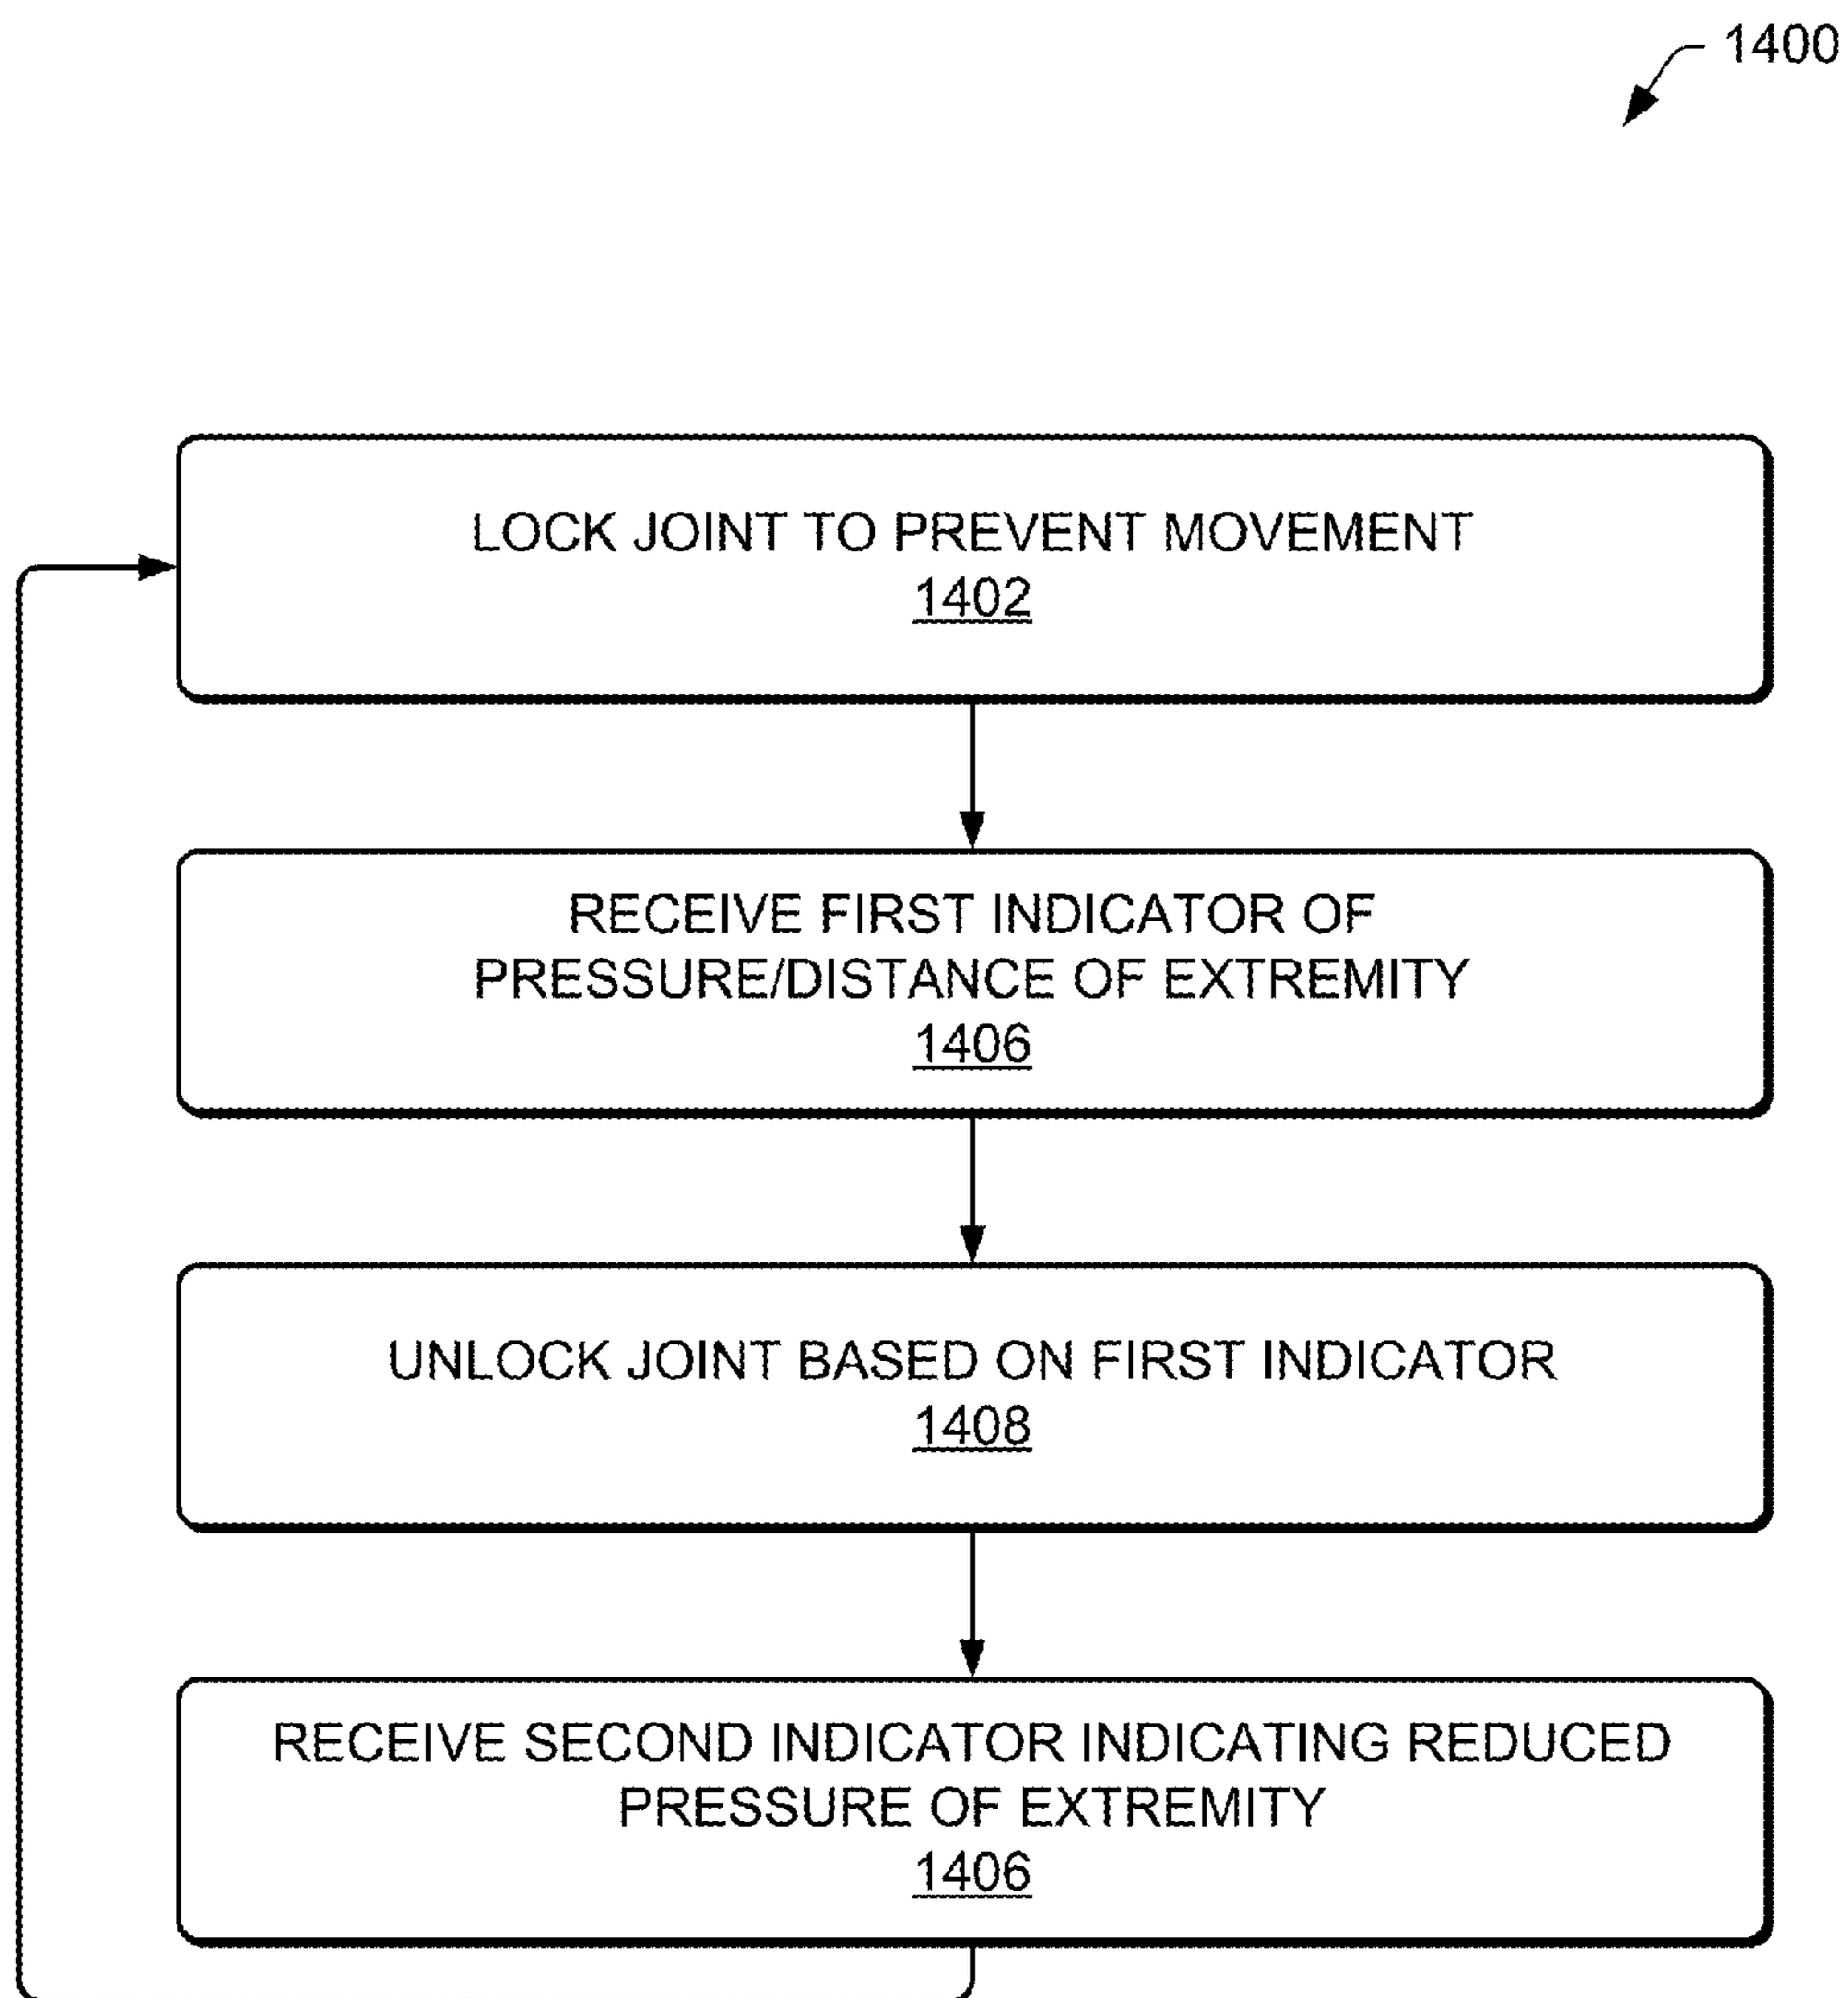 1400
LOCK JOINT TO PREVENT MOVEMENT
1402
RECEIVE FIRST INDICATOR OF
PRESSURE/DISTANCE OF EXTREMITY
1406
UNLOCK JOINT BASED ON FIRST INDICATOR
1408
RECEIVE SECOND INDICATOR INDICATING REDUCED
PRESSURE OF EXTREMITY
1406